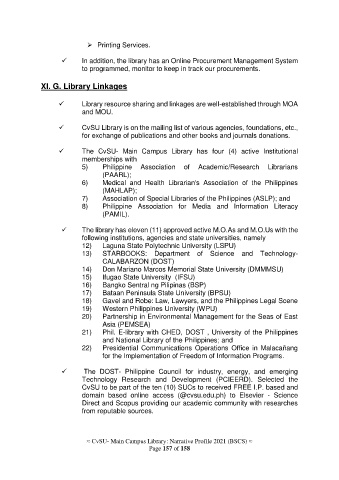 ➢ Printing Services.
✓ In addition, the library has an Online Procurement Management System
to programmed, monitor to keep in track our procurements.
XI. G. Library Linkages
✓ Library resource sharing and linkages are well-established through MOA
and MOU.
✓ CvSU Library is on the mailing list of various agencies, foundations, etc.,
for exchange of publications and other books and journals donations.
✓ The CvSU- Main Campus Library has four (4) active Institutional
memberships with
5) Philippine Association of Academic/Research Librarians
(PAARL);
6) Medical and Health Librarian's Association of the Philippines
(MAHLAP);
7) Association of Special Libraries of the Philippines (ASLP); and
8) Philippine Association for Media and Information Literacy
(PAMIL).
✓ The library has eleven (11) approved active M.O.As and M.O.Us with the
following institutions, agencies and state universities, namely
12) Laguna State Polytechnic University (LSPU)
13) STARBOOKS: Department of Science and Technology-
CALABARZON (DOST)
14) Don Mariano Marcos Memorial State University (DMMMSU)
15) Ifugao State University (IFSU)
16) Bangko Sentral ng Pilipinas (BSP)
17) Bataan Peninsula State University (BPSU)
18) Gavel and Robe: Law, Lawyers, and the Philippines Legal Scene
19) Western Philippines University (WPU)
20) Partnership in Environmental Management for the Seas of East
Asia (PEMSEA)
21) Phil. E-library with CHED, DOST , University of the Philippines
and National Library of the Philippines; and
22) Presidential Communications Operations Office in Malacañang
for the Implementation of Freedom of Information Programs.
✓ The DOST- Philippine Council for industry, energy, and emerging
Technology Research and Development (PCIEERD). Selected the
CvSU to be part of the ten (10) SUCs to received FREE I.P. based and
domain based online access (@cvsu.edu.ph) to Elsevier - Science
Direct and Scopus providing our academic community with researches
from reputable sources.
= CvSU- Main Campus Library: Narrative Profile 2021 (BSCS) =
Page 157 of 158